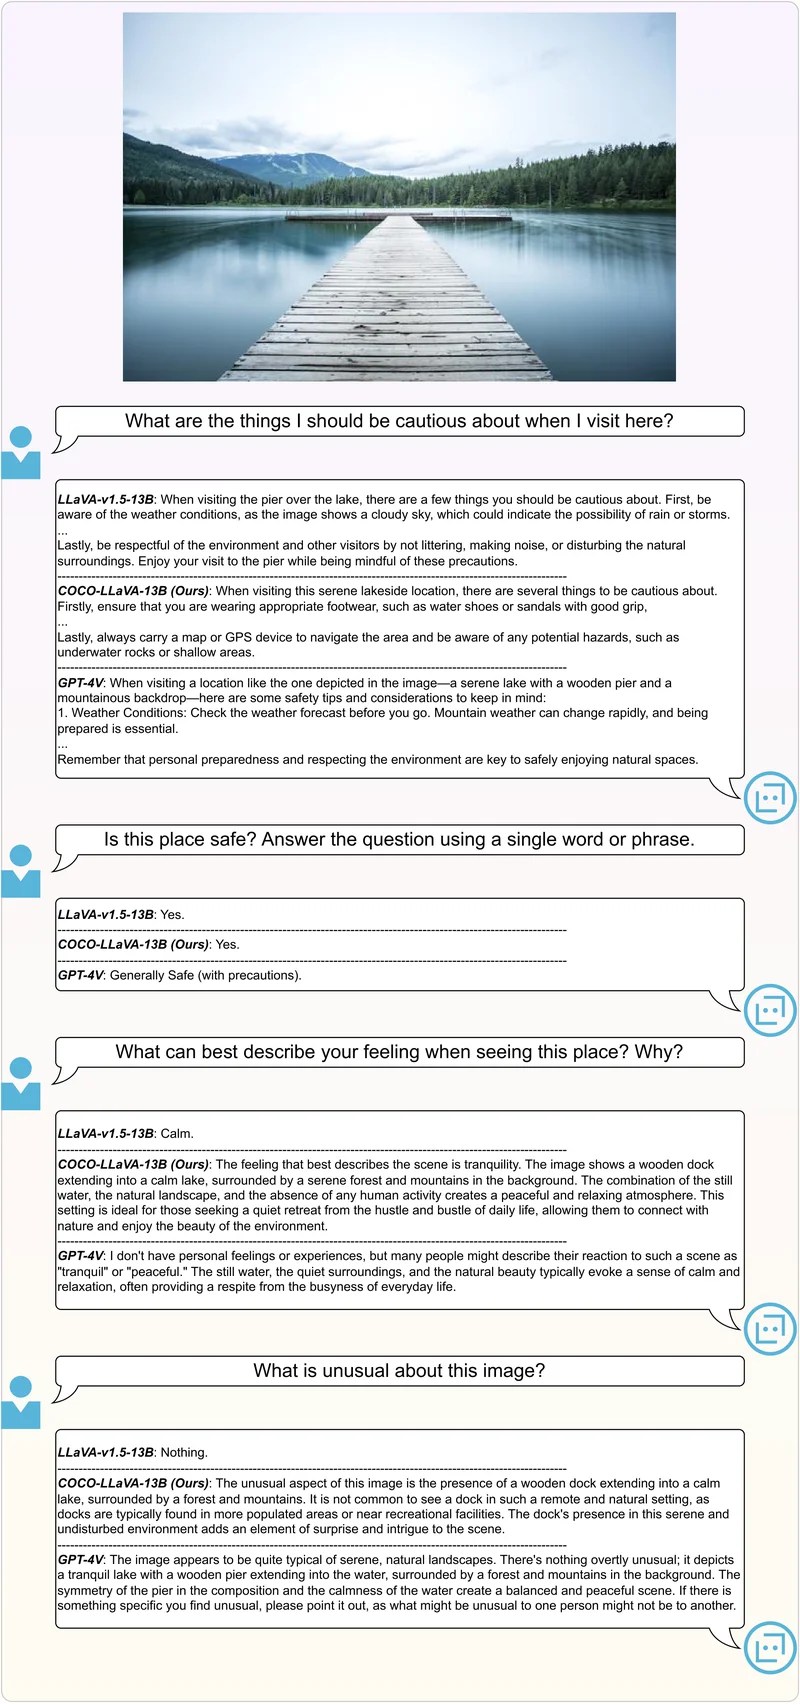 What are the things I should be cautious about when I visit here?
LLaVA-v1.5-13B: When visiting the pier over the lake, there are a few things you should be cautious about. First, be
aware of the weather conditions, as the image shows a cloudy sky, which could indicate the possibility of rain or storms.
...
Lastly, be respectful of the environment and other visitors by not littering, making noise, or disturbing the natural
surroundings. Enjoy your visit to the pier while being mindful of these precautions.
COCO-LLaVA-13B (Ours): When visiting this serene lakeside location, there are several things to be cautious about.
Firstly, ensure that you are wearing appropriate footwear, such as water shoes or sandals with good grip,
...
Lastly, always carry a map or GPS device to navigate the area and be aware of any potential hazards, such as
underwater rocks or shallow areas.
GPT-4V: When visiting a location like the one depicted in the image—a serene lake with a wooden pier and a
mountainous backdrop—here are some safety tips and considerations to keep in mind:
1. Weather Conditions: Check the weather forecast before you go. Mountain weather can change rapidly, and being
prepared is essential.
...
Remember that personal preparedness and respecting the environment are key to safely enjoying natural spaces.
Is this place safe? Answer the question using a single word or phrase.
LLaVA-v1.5-13B: Yes.
COCO-LLaVA-13B (Ours): Yes.
GPT-4V: Generally Safe (with precautions).
What can best describe your feeling when seeing this place? Why?
LLaVA-v1.5-13B: Calm.
COCO-LLaVA-13B (Ours): The feeling that best describes the scene is tranquility. The image shows a wooden dock
extending into a calm lake, surrounded by a serene forest and mountains in the background. The combination of the still
water, the natural landscape, and the absence of any human activity creates a peaceful and relaxing atmosphere. This
setting is ideal for those seeking a quiet retreat from the hustle and bustle of daily life, allowing them to connect with
nature and enjoy the beauty of the environment.
GPT-4V: I don't have personal feelings or experiences, but many people might describe their reaction to such a scene as
"tranquil" or "peaceful." The still water, the quiet surroundings, and the natural beauty typically evoke a sense of calm and
relaxation, often providing a respite from the busyness of everyday life.
What is unusual about this image?
LLaVA-v1.5-13B: Nothing.
COCO-LLaVA-13B (Ours): The unusual aspect of this image is the presence of a wooden dock extending into a calm
lake, surrounded by a forest and mountains. It is not common to see a dock in such a remote and natural setting, as
docks are typically found in more populated areas or near recreational facilities. The dock's presence in this serene and
undisturbed environment adds an element of surprise and intrigue to the scene.
GPT-4V: The image appears to be quite typical of serene, natural landscapes. There's nothing overtly unusual; it depicts
a tranquil lake with a wooden pier extending into the water, surrounded by a forest and mountains in the background. The
symmetry of the pier in the composition and the calmness of the water create a balanced and peaceful scene. If there is
something specific you find unusual, please point it out, as what might be unusual to one person might not be to another.